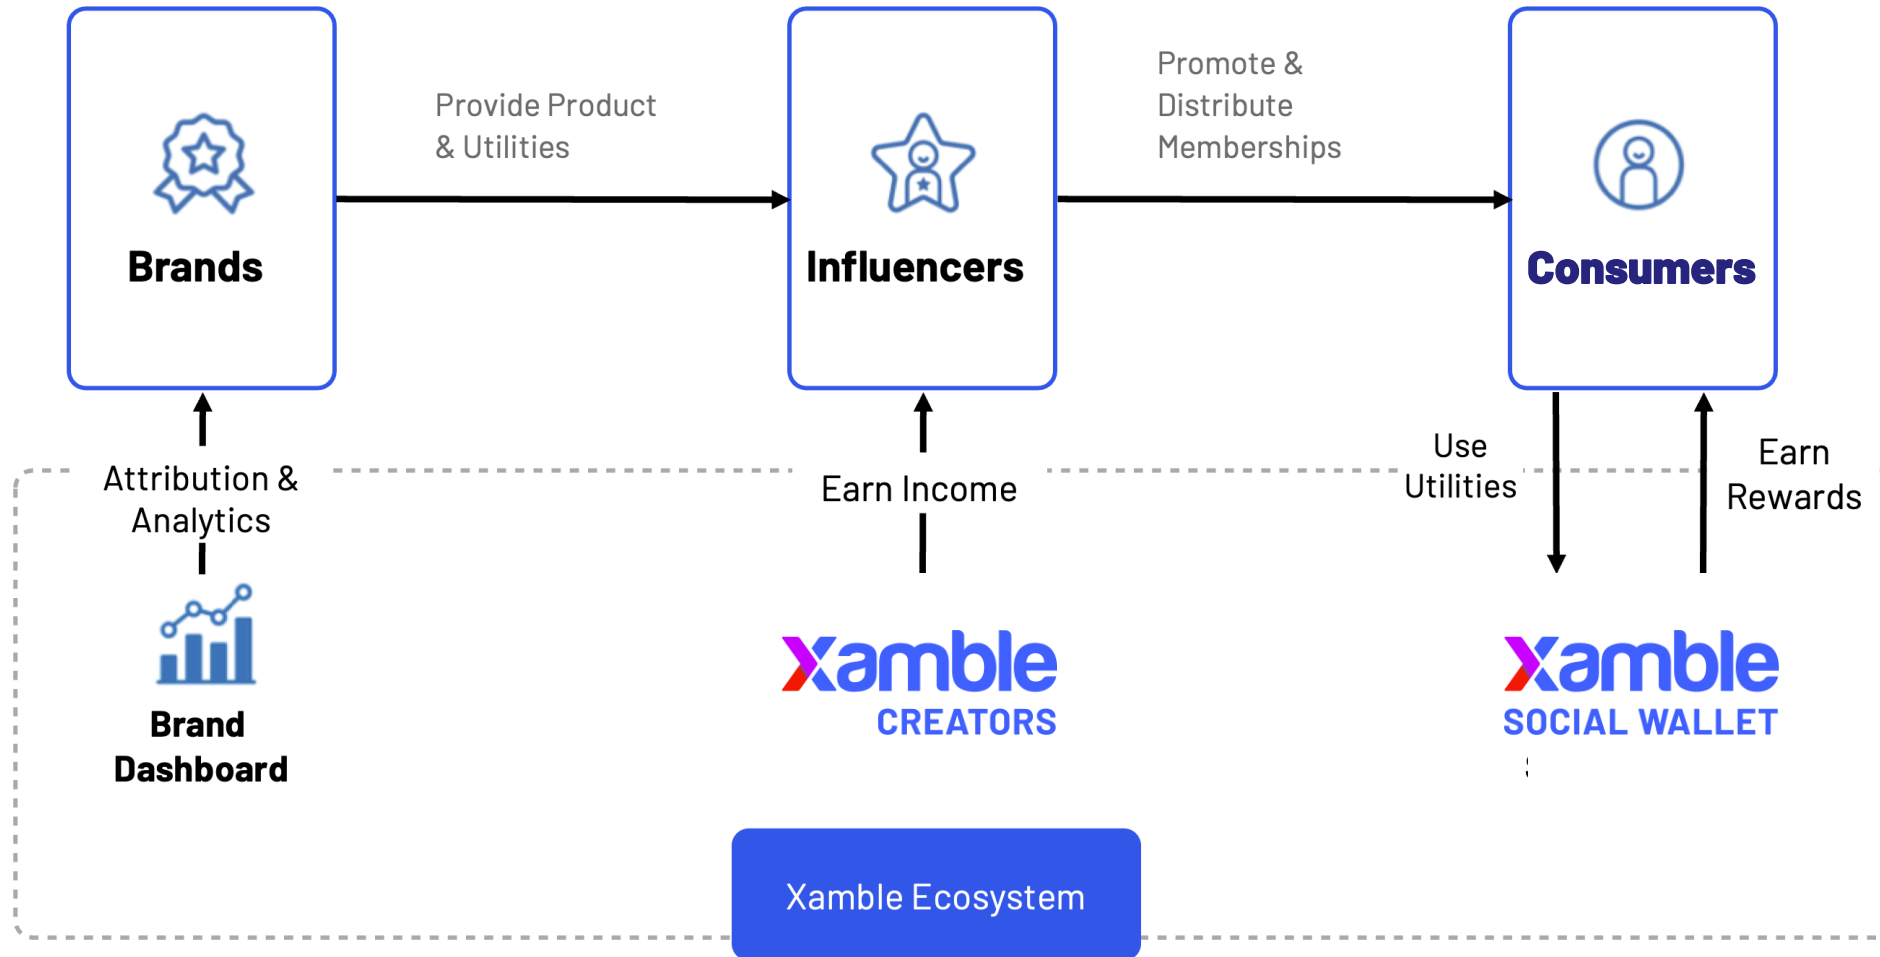 Provide Product
& Utilities
Promote &
Distribute
Memberships
Brands
Influencers
Consumers
Attribution &
Analytics
Earn Income
Use
Utilities
Earn
Rewards
Brand
Dashboard
Xamble
CREATORS
Xamble
SOCIAL WALLET
Xamble Ecosystem